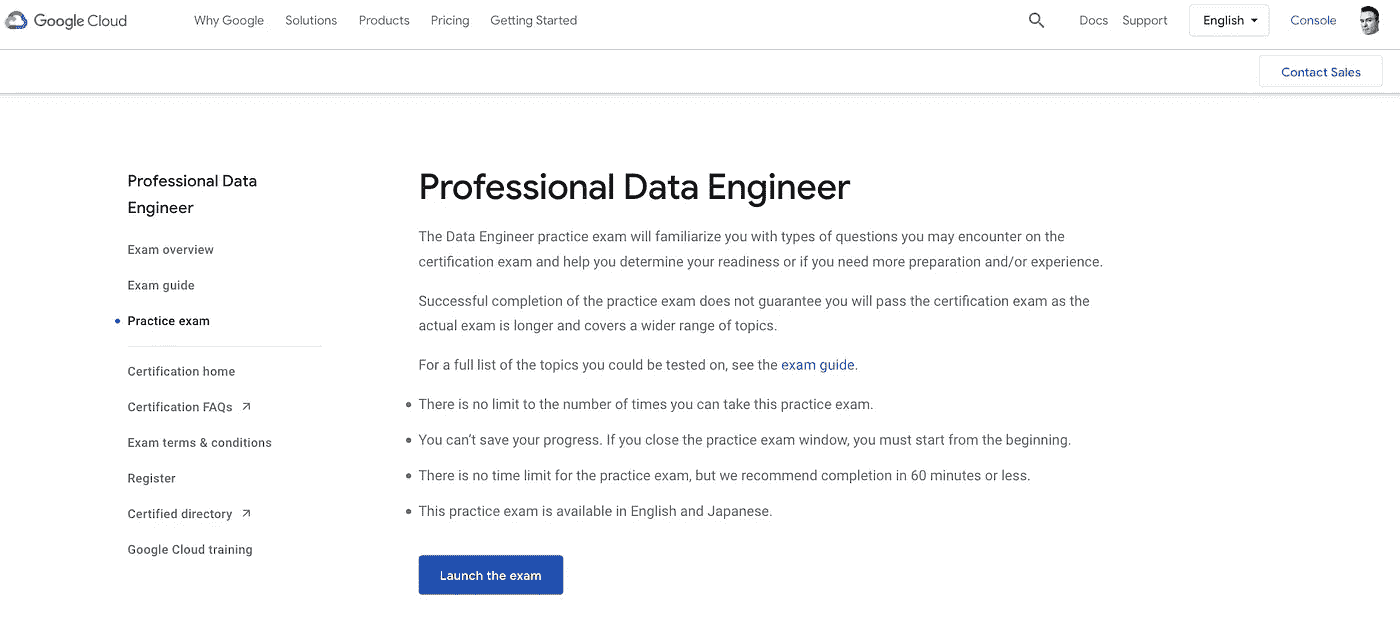 Google Cloud
Why Google
Solutions
Products
Pricing
Getting Started
Docs
Support
English
Console
Contact Sales
Professional Data
Engineer
Exam overview
Exam guide
Practice exam
Certification home
Certification FAQs
Exam terms & conditions
Register
Certified directory
Google Cloud training
Professional Data Engineer
The Data Engineer practice exam will familiarize you with types of questions you may encounter on the
certification exam and help you determine your readiness or if you need more preparation and/or experience.
Successful completion of the practice exam does not guarantee you will pass the certification exam as the
actual exam is longer and covers a wider range of topics.
For a full list of the topics you could be tested on, see the exam guide.
There is no limit to the number of times you can take this practice exam.
You can’t save your progress. If you close the practice exam window, you must start from the beginning.
There is no time limit for the practice exam, but we recommend completion in 60 minutes or less.
This practice exam is available in English and Japanese.
Launch the exam